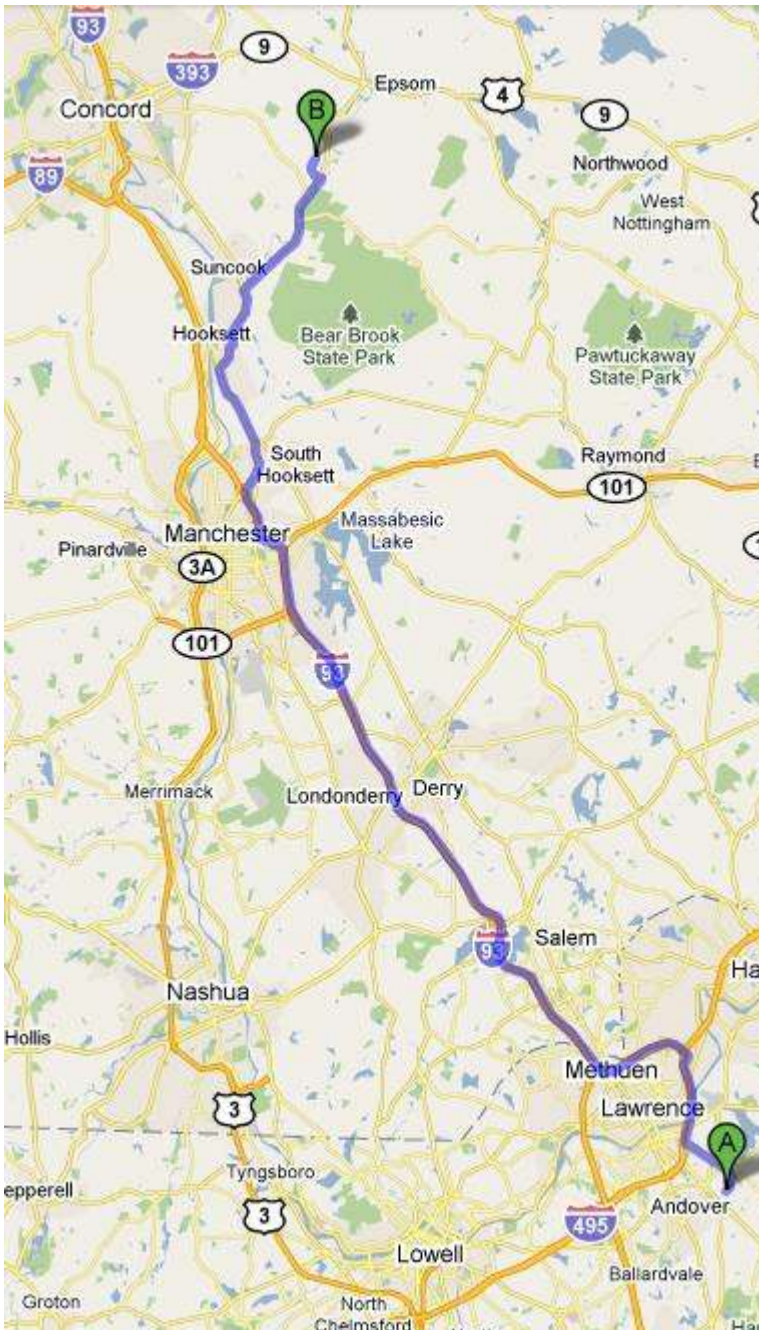 93
9
393
Epsom
Concord
4
9
B
Northwood
89
West
Nottingham
Suncook
Hooksett
Bear Brook
State Park
Pawtuckaway
State Park
South
Hooksett
Raymond
101
Manchester
Massabesic
Lake
Pinardville
3A
101
93
Merrimack
Londonderry
Derry
93
Salem
Nashua
Ha
Hollis
Methuen
3
Lawrence
A
Tyngsboro
epperell
3
Andover
495
Lowell
Ballardvale
Groton
North
Chelmsford